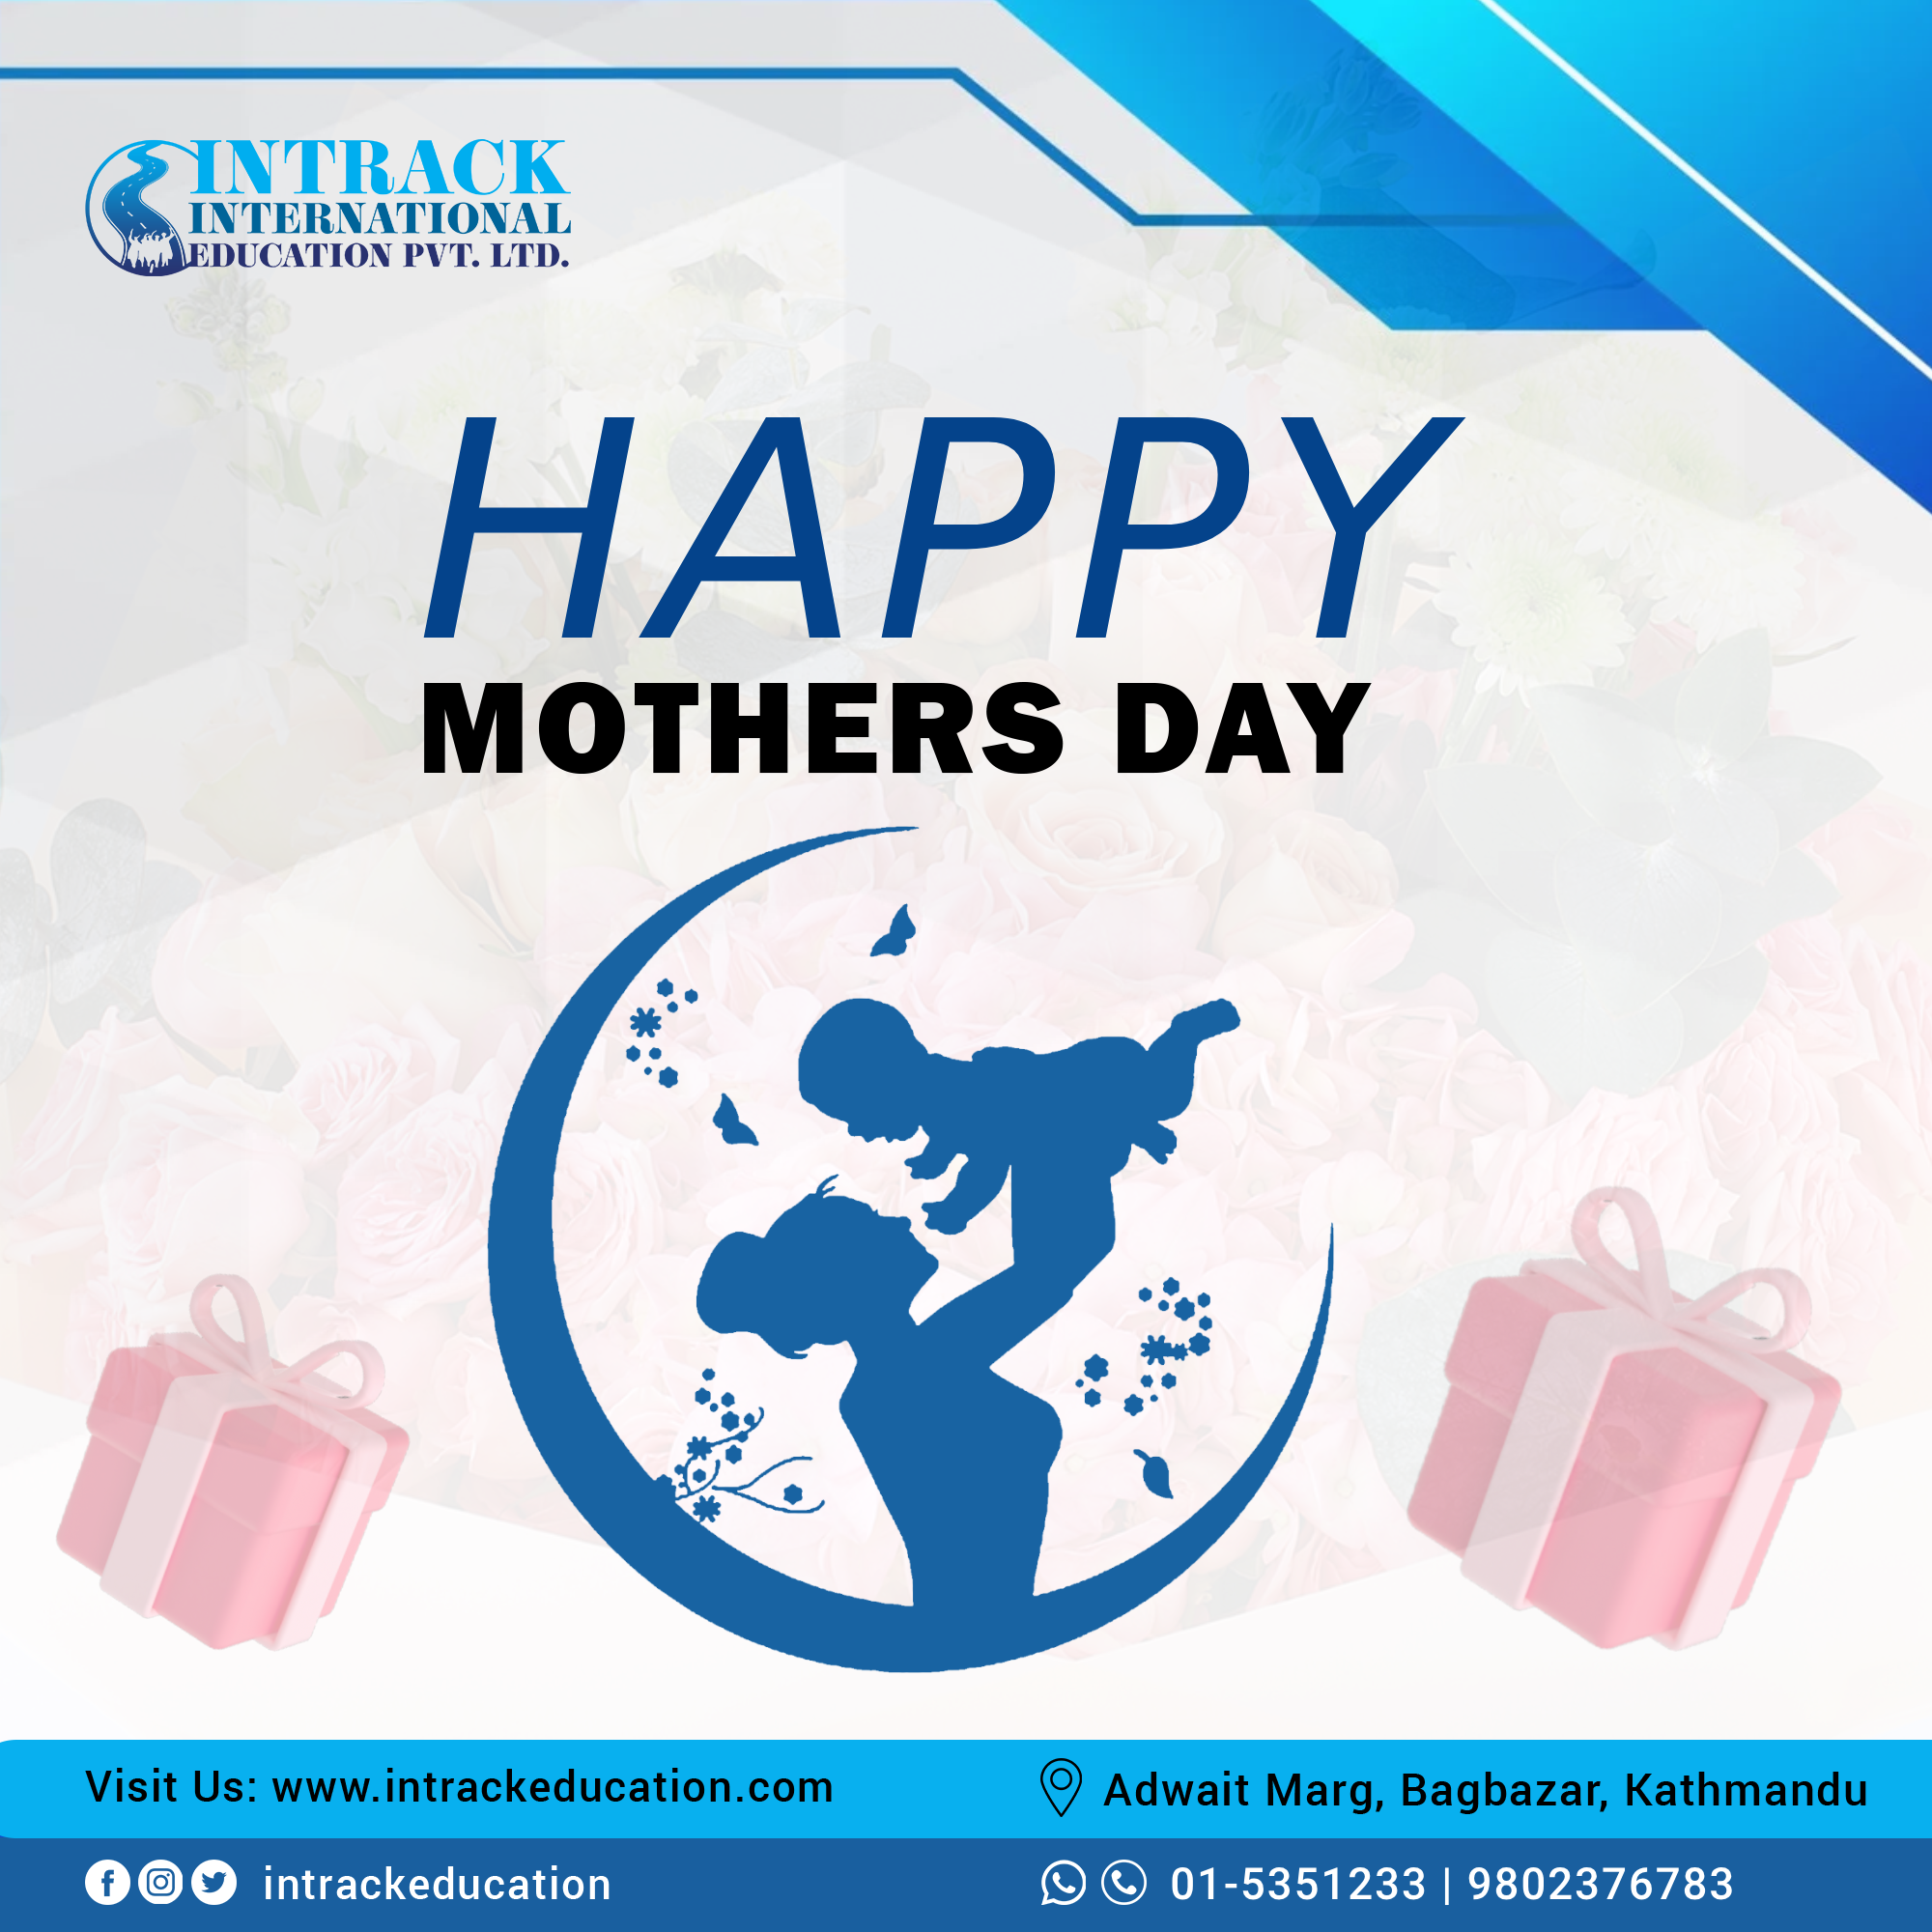 INTRACK
INTERNATIONAL
EDUCATION PVT. LTD.
HAPPY
MOTHERS DAY
Visit Us: www.intrackeducation.com
Adwait Marg, Bagbazar, Kathmandu
intrackeducation
01-5351233 | 9802376783